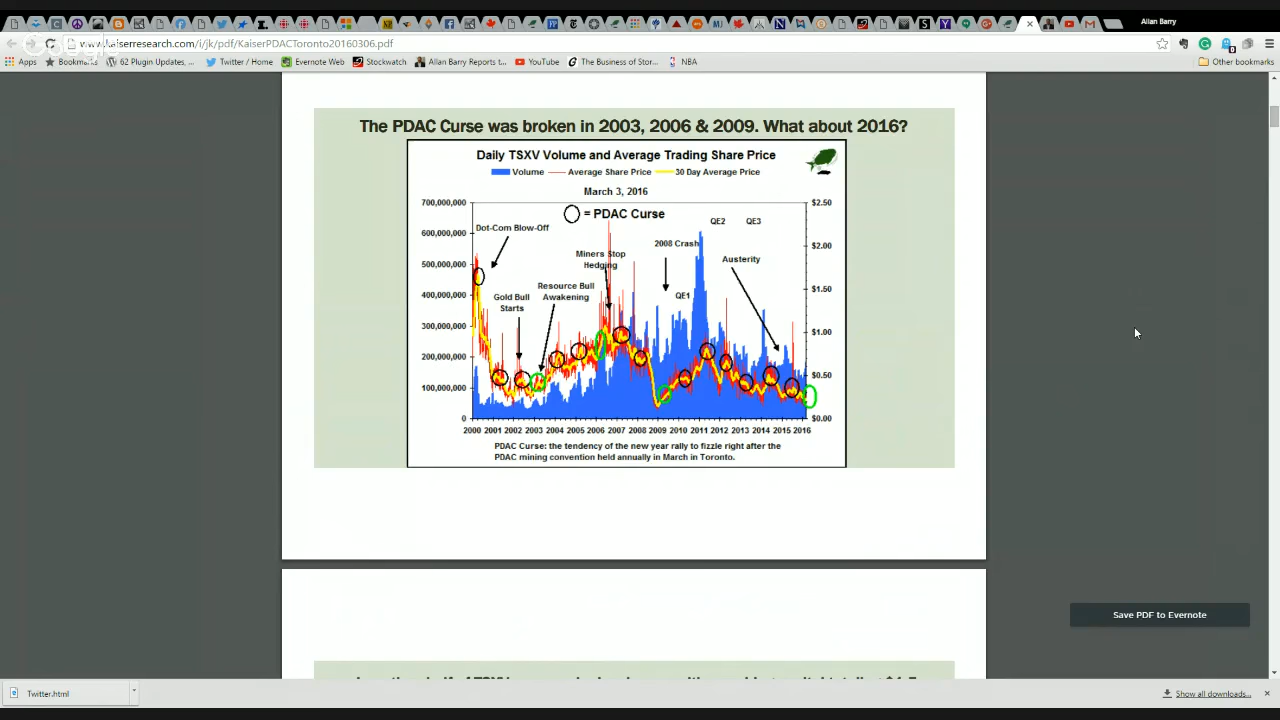 Allan Barry
www.kaiserresearch.com/i/jk/pdf/KaiserPDACToronto20160306.pdf
Apps
62 Plugin Updates, ...
Twitter / Home
Evernote Web
Stockwatch
Allan Barry Reports t...
YouTube
The Business of Stor...
NBA
Other bookmarks
The PDAC Curse was broken in 2003, 2006 & 2009. What about 2016?
Daily TSXV Volume and Average Trading Share Price
Volume
Average Share Price
30 Day Average Price
March 3, 2016
= PDAC Curse
700,000,000
600,000,000
500,000,000
400,000,000
300,000,000
200,000,000
100,000,000
0
$2.50
$2.00
$1.50
$1.00
$0.50
$0.00
Dot-Com Blow-Off
Gold Bull
Starts
Resource Bull
Awakening
Miners Stop
Hedging
2008 Crash
QE1
QE2
QE3
Austerity
2000 2001 2002 2003 2004 2005 2006 2007 2008 2009 2010 2011 2012 2013 2014 2015 2016
PDAC Curse: the tendency of the new year rally to fizzle right after the
PDAC mining convention held annually in March in Toronto.
Save PDF to Evernote
Twitter.html
Show all downloads...